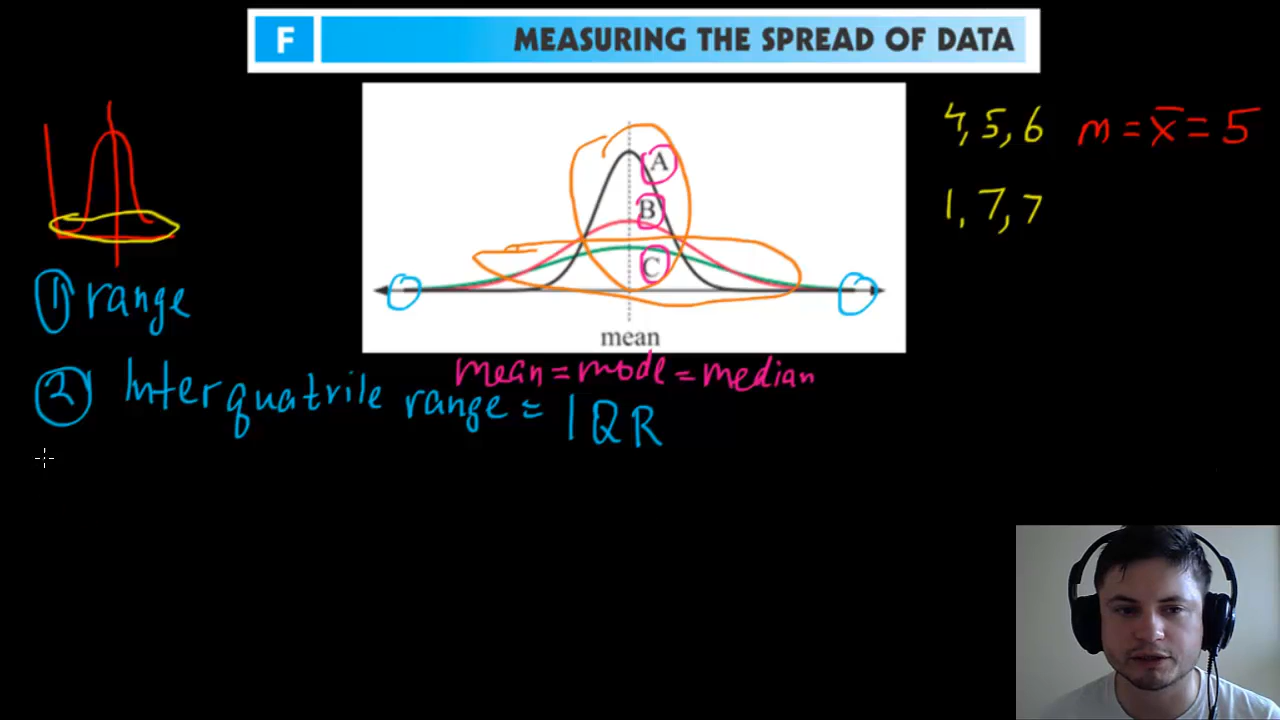 F MEASURING THE SPREAD OF DATA
4, 5, 6 m = x̅ = 5
A
B
1, 7, 7
C
① range
mean
mean = mode = median
② Interquatrile range = IQR